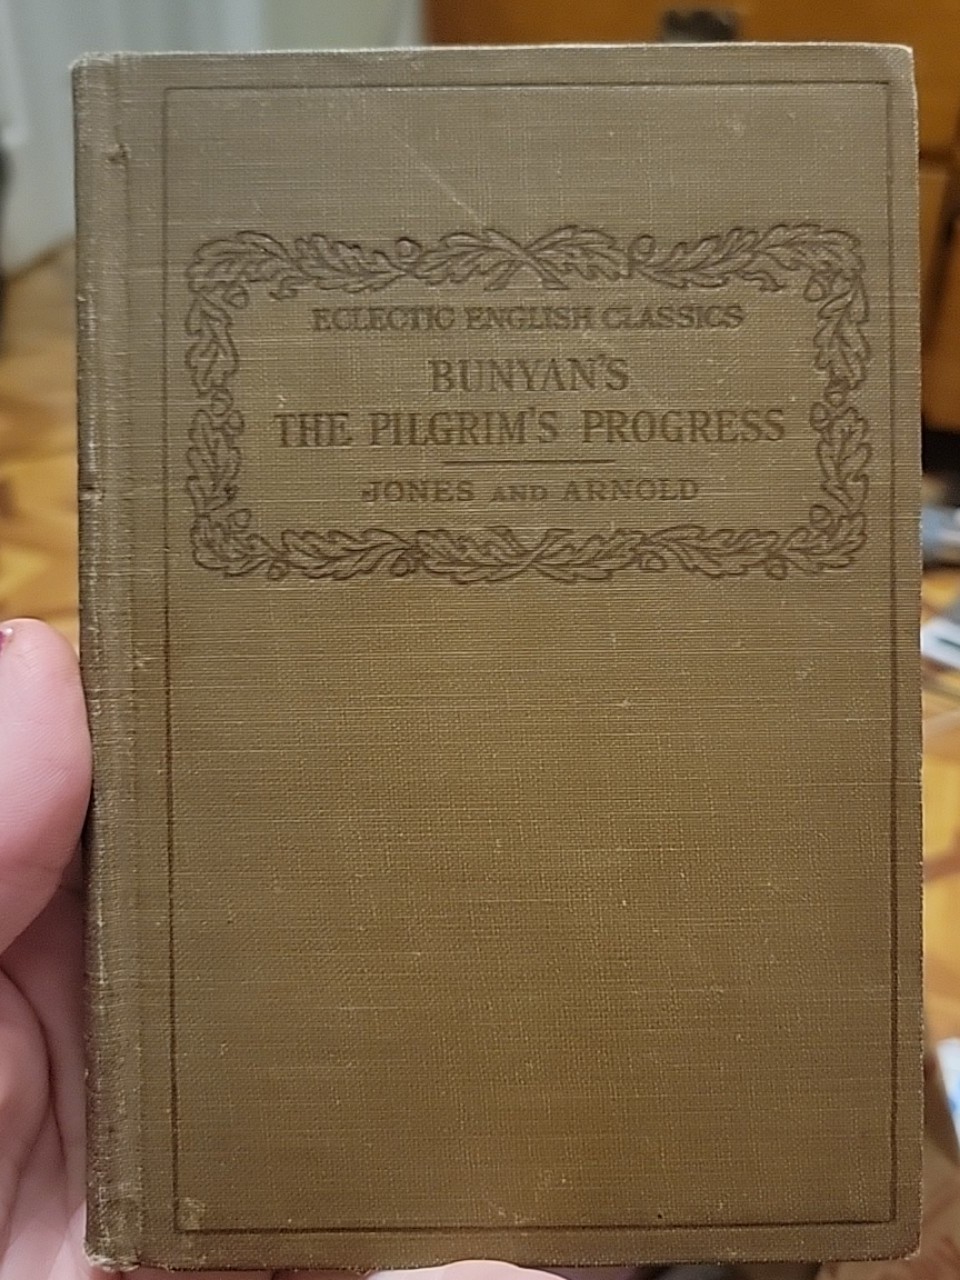 ECLECTIC ENGLISH CLASSICS
BUNYAN'S
THE PILGRIM'S PROGRESS
JONES AND ARNOLD